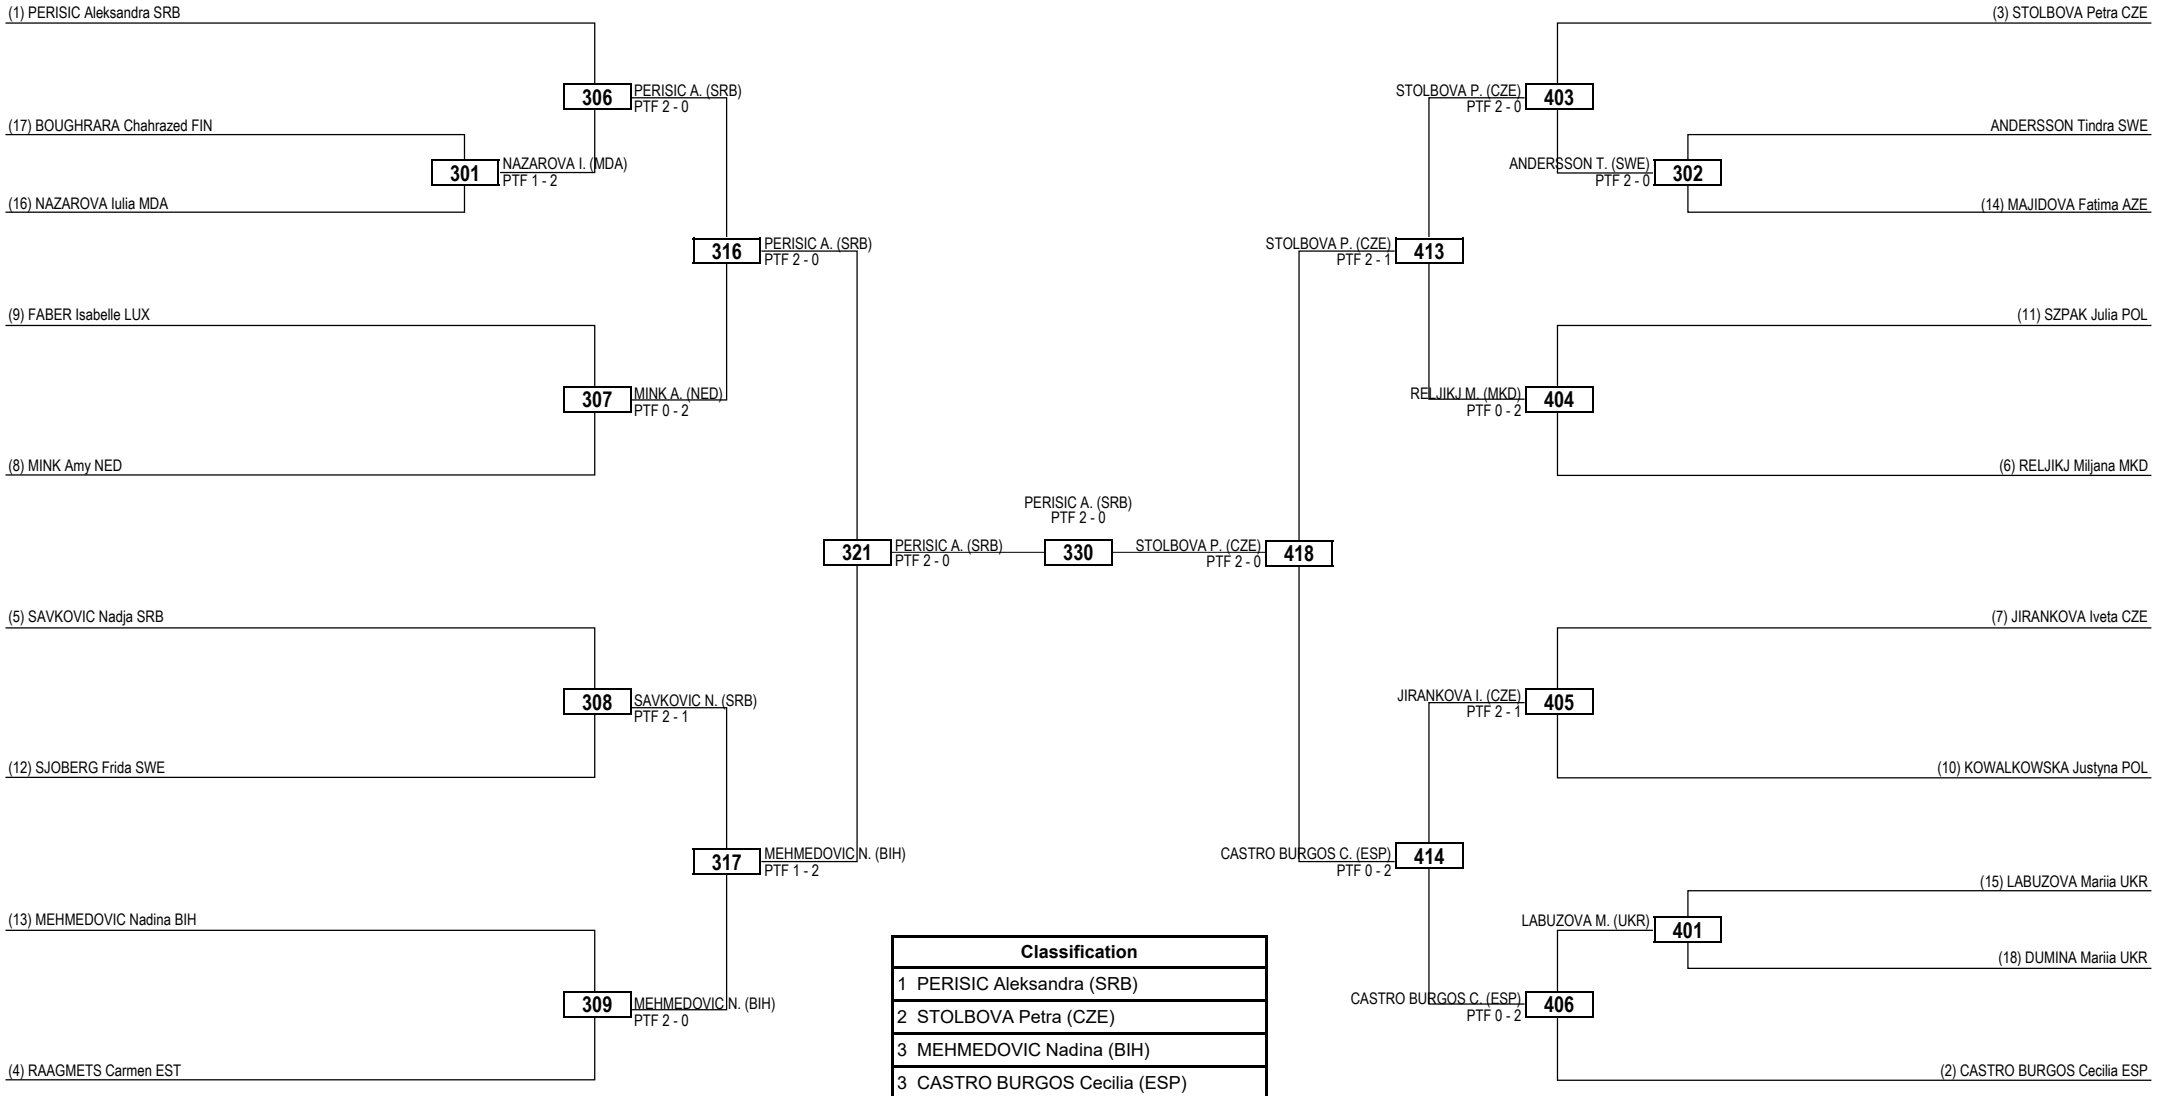 (1) PERISIC Aleksandra SRB
(3) STOLBOVA Petra CZE
306
PERISIC A. (SRB)
PTF 2 - 0
STOLBOVA P. (CZE)
PTF 2 - 0
403
(17) BOUGHRARA Chahrazed FIN
ANDERSSON Tindra SWE
301
NAZAROVA I. (MDA)
PTF 1 - 2
ANDERSSON T. (SWE)
PTF 2 - 0
302
(16) NAZAROVA Iulia MDA
(14) MAJIDOVA Fatima AZE
316
PERISIC A. (SRB)
PTF 2 - 0
STOLBOVA P. (CZE)
PTF 2 - 1
413
(9) FABER Isabelle LUX
(11) SZPAK Julia POL
307
MINK A. (NED)
PTF 0 - 2
RELJIKJ M. (MKD)
PTF 0 - 2
404
(8) MINK Amy NED
(6) RELJIKJ Miljana MKD
PERISIC A. (SRB)
PTF 2 - 0
321
PERISIC A. (SRB)
PTF 2 - 0
330
STOLBOVA P. (CZE)
PTF 2 - 0
418
(5) SAVKOVIC Nadja SRB
(7) JIRANKOVA Iveta CZE
308
SAVKOVIC N. (SRB)
PTF 2 - 1
JIRANKOVA I. (CZE)
PTF 2 - 1
405
(12) SJOBERG Frida SWE
(10) KOWALKOWSKA Justyna POL
317
MEHMEDOVIC N. (BIH)
PTF 1 - 2
CASTRO BURGOS C. (ESP)
PTF 0 - 2
414
(15) LABUZOVA Mariia UKR
(13) MEHMEDOVIC Nadina BIH
LABUZOVA M. (UKR)
401
(18) DUMINA Mariia UKR
309
MEHMEDOVIC N. (BIH)
PTF 2 - 0
CASTRO BURGOS C. (ESP)
PTF 0 - 2
406
(4) RAAGMETS Carmen EST
(2) CASTRO BURGOS Cecilia ESP
Classification
1 PERISIC Aleksandra (SRB)
2 STOLBOVA Petra (CZE)
3 MEHMEDOVIC Nadina (BIH)
3 CASTRO BURGOS Cecilia (ESP)